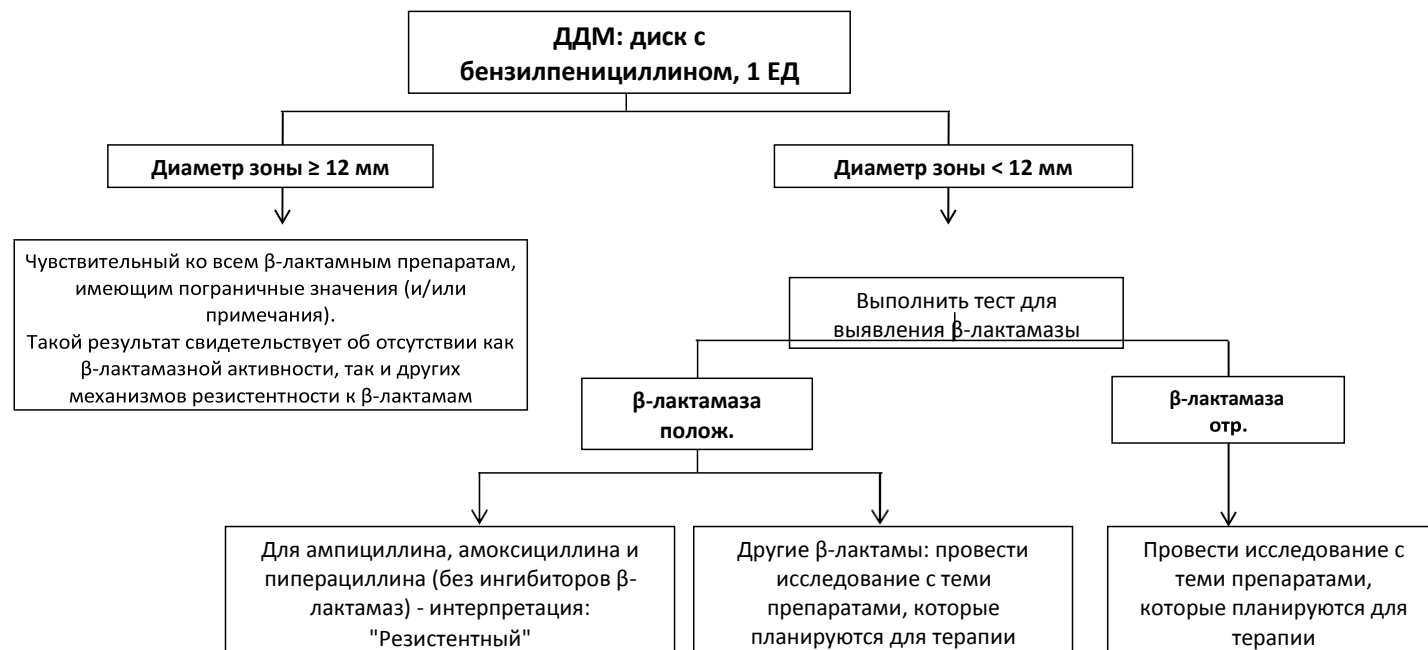 ДДМ: диск с
бензилпенициллином, 1 ЕД
Диаметр зоны ≥ 12 мм
Диаметр зоны < 12 мм
Чувствительный ко всем β-лактамным препаратам,
имеющим пограничные значения (и/или
примечания).
Такой результат свидетельствует об отсутствии как
β-лактамазной активности, так и других
механизмов резистентности к β-лактамам
Выполнить тест для
выявления β-лактамазы
β-лактамаза
полож.
β-лактамаза
отр.
Для ампициллина, амоксициллина и
пиперациллина (без ингибиторов β-
лактамаз) - интерпретация:
"Резистентный"
Другие β-лактамы: провести
исследование с теми
препаратами, которые
планируются для терапии
Провести исследование с
теми препаратами,
которые планируются для
терапии